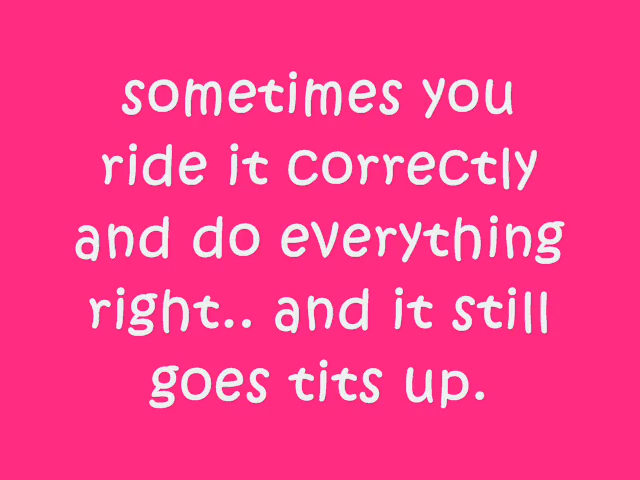 sometimes you
ride it correctly
and do everything
right.. and it still
goes tits up.